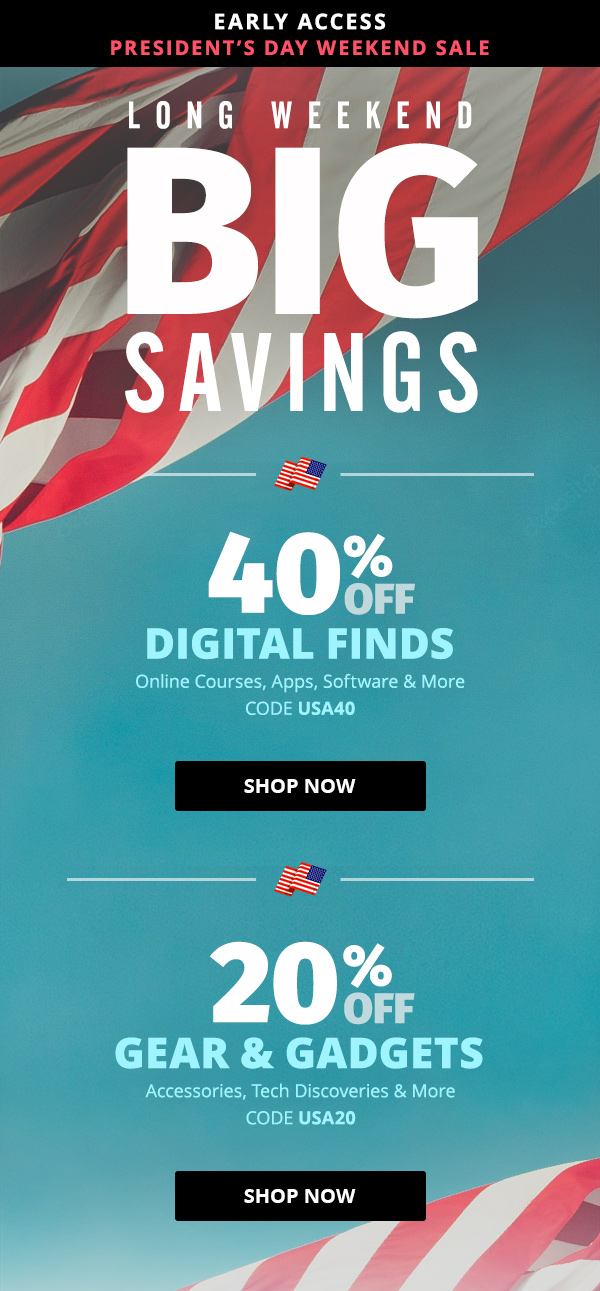 EARLY ACCESS
PRESIDENT'S DAY WEEKEND SALE
LONG WEEKEND
BIG
SAVINGS
40% OFF
DIGITAL FINDS
Online Courses, Apps, Software & More
CODE USA40
SHOP NOW
20% OFF
GEAR & GADGETS
Accessories, Tech Discoveries & More
CODE USA20
SHOP NOW